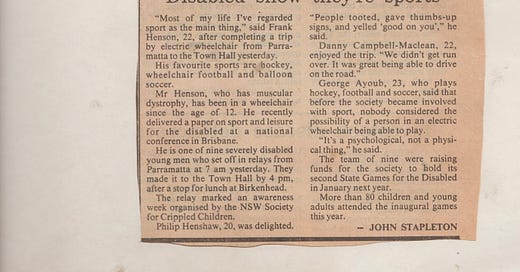 Disabled show they're sports
"Most of my life I've regarded
sport as the main thing," said Frank
Henson, 22, after completing a trip
by electric wheelchair from Parra-
matta to the Town Hall yesterday.
His favourite sports are hockey,
wheelchair football and balloon
soccer.
Mr Henson, who has muscular
dystrophy, has been in a wheelchair
since the age of 12. He recently
delivered a paper on sport and leisure
for the disabled at a national
conference in Brisbane.
He is one of nine severely disabled
young men who set off in relays from
Parramatta at 7 am yesterday. They
made it to the Town Hall by 4 pm,
after a stop for lunch at Birkenhead.
The relay marked an awareness
week organised by the NSW Society
for Crippled Children.
Philip Henshaw, 20, was delighted.
"People tooted, gave thumbs-up
signs, and yelled 'good on you'," he
said.
Danny Campbell-Maclean, 22,
enjoyed the trip. "We didn't get run
over. It was great being able to drive
on the road."
George Ayoub, 23, who plays
hockey, football and soccer, said that
before the society became involved
with sport, nobody considered the
possibility of a person in an electric
wheelchair being able to play.
"It's a psychological, not a physi-
cal thing," he said.
The team of nine were raising
funds for the society to hold its
second State Games for the Disabled
in January next year.
More than 80 children and young
adults attended the inaugural games
this year.
— JOHN STAPLETON